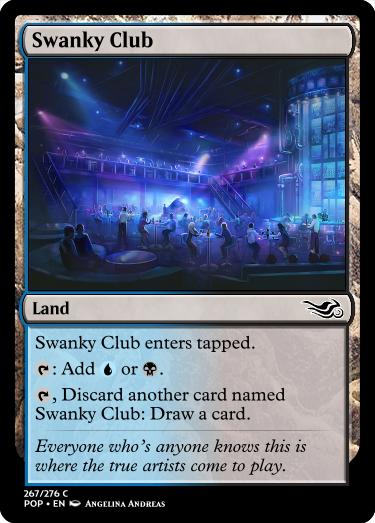 Swanky Club
Land
Swanky Club enters tapped.
: Add or .
, Discard another card named
Swanky Club: Draw a card.
Everyone who's anyone knows this is
where the true artists come to play.
267/276 C
POP • EN Angelina Andreas